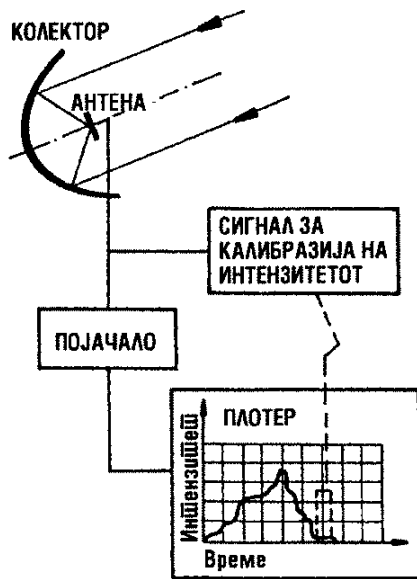 КОЛЕКТОР
АНТЕНА
СИГНАЛ ЗА
КАЛИБРАЗИЈА НА
ИНТЕНЗИТЕТОТ
ПОЈАЧАЛО
ПЛОТЕР
Интензитет
Време